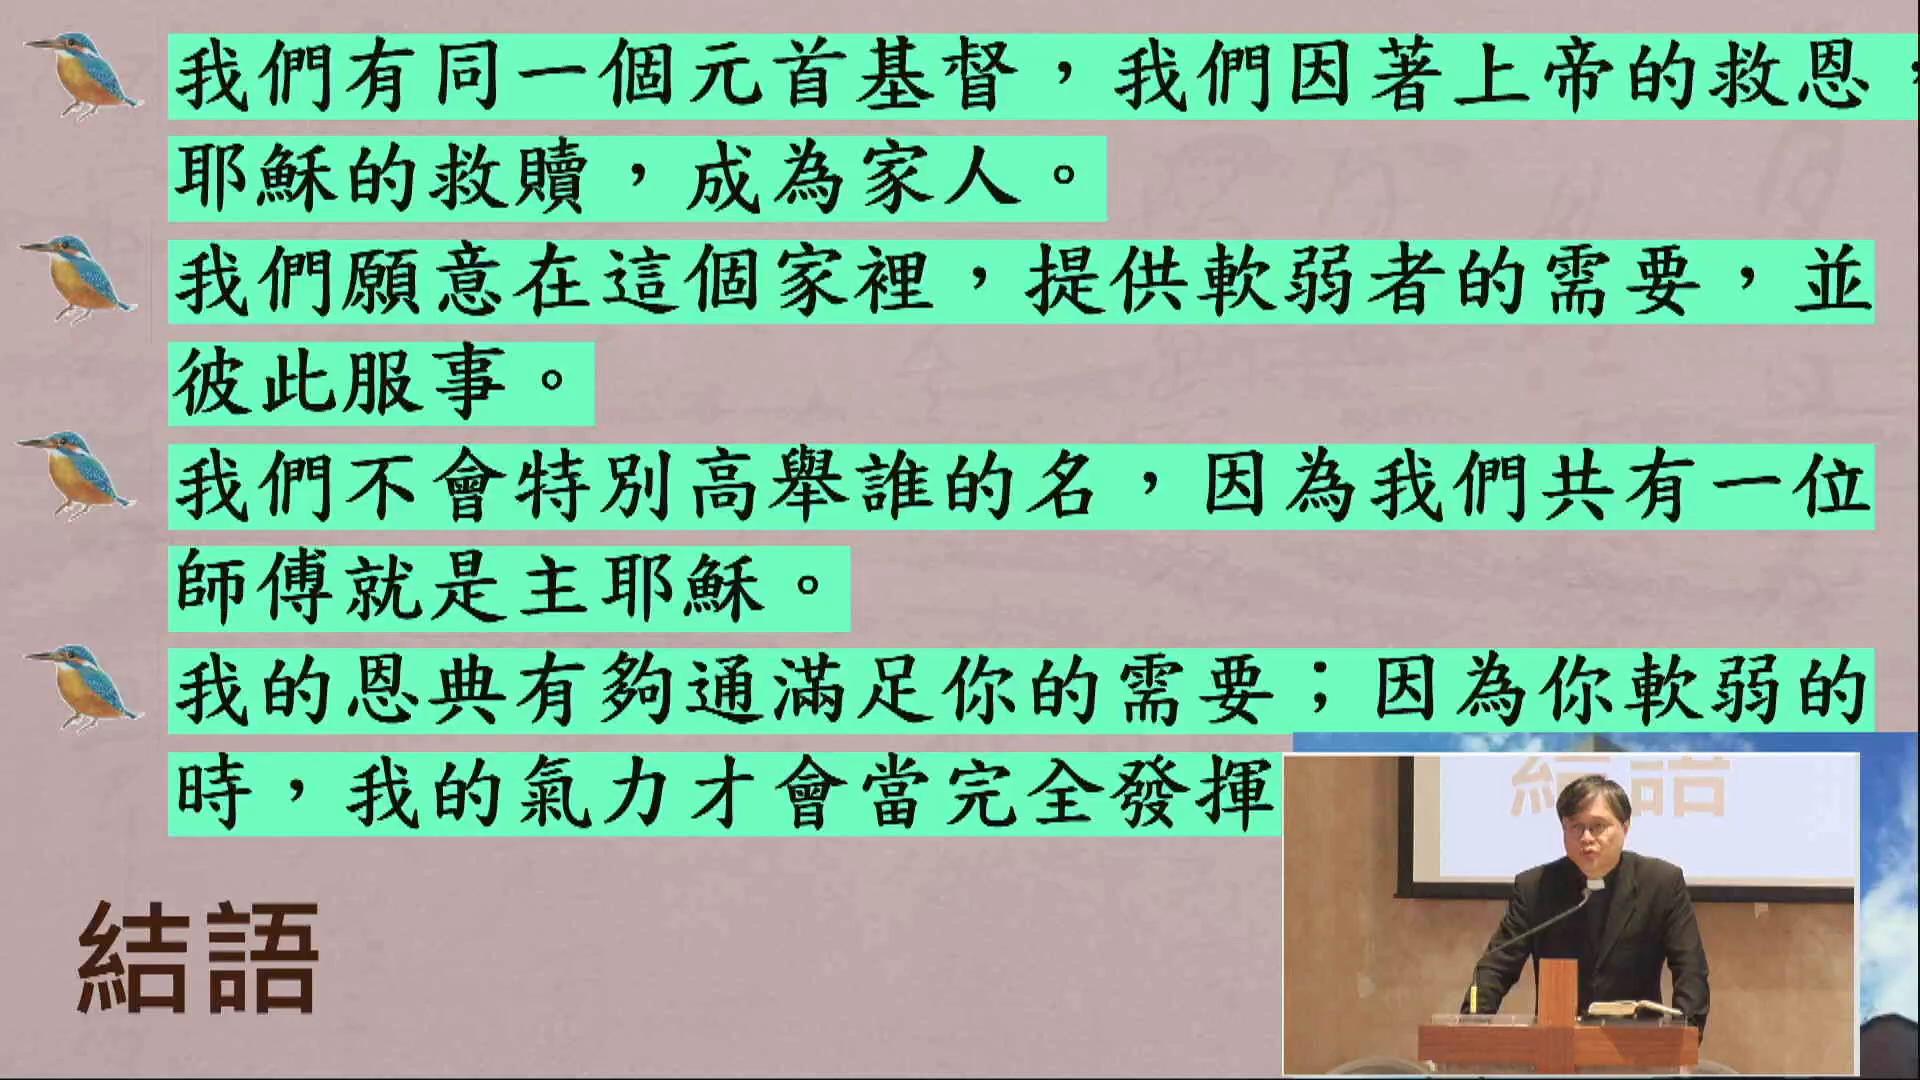 我們有同一個元首基督，我們因著上帝的救恩，
耶穌的救贖，成為家人。
我們願意在這個家裡，提供軟弱者的需要，並
彼此服事。
我們不會特別高舉誰的名，因為我們共有一位
師傅就是主耶穌。
我的恩典有夠通滿足你的需要；因為你軟弱的
時，我的氣力才會當完全發揮
結語
結語